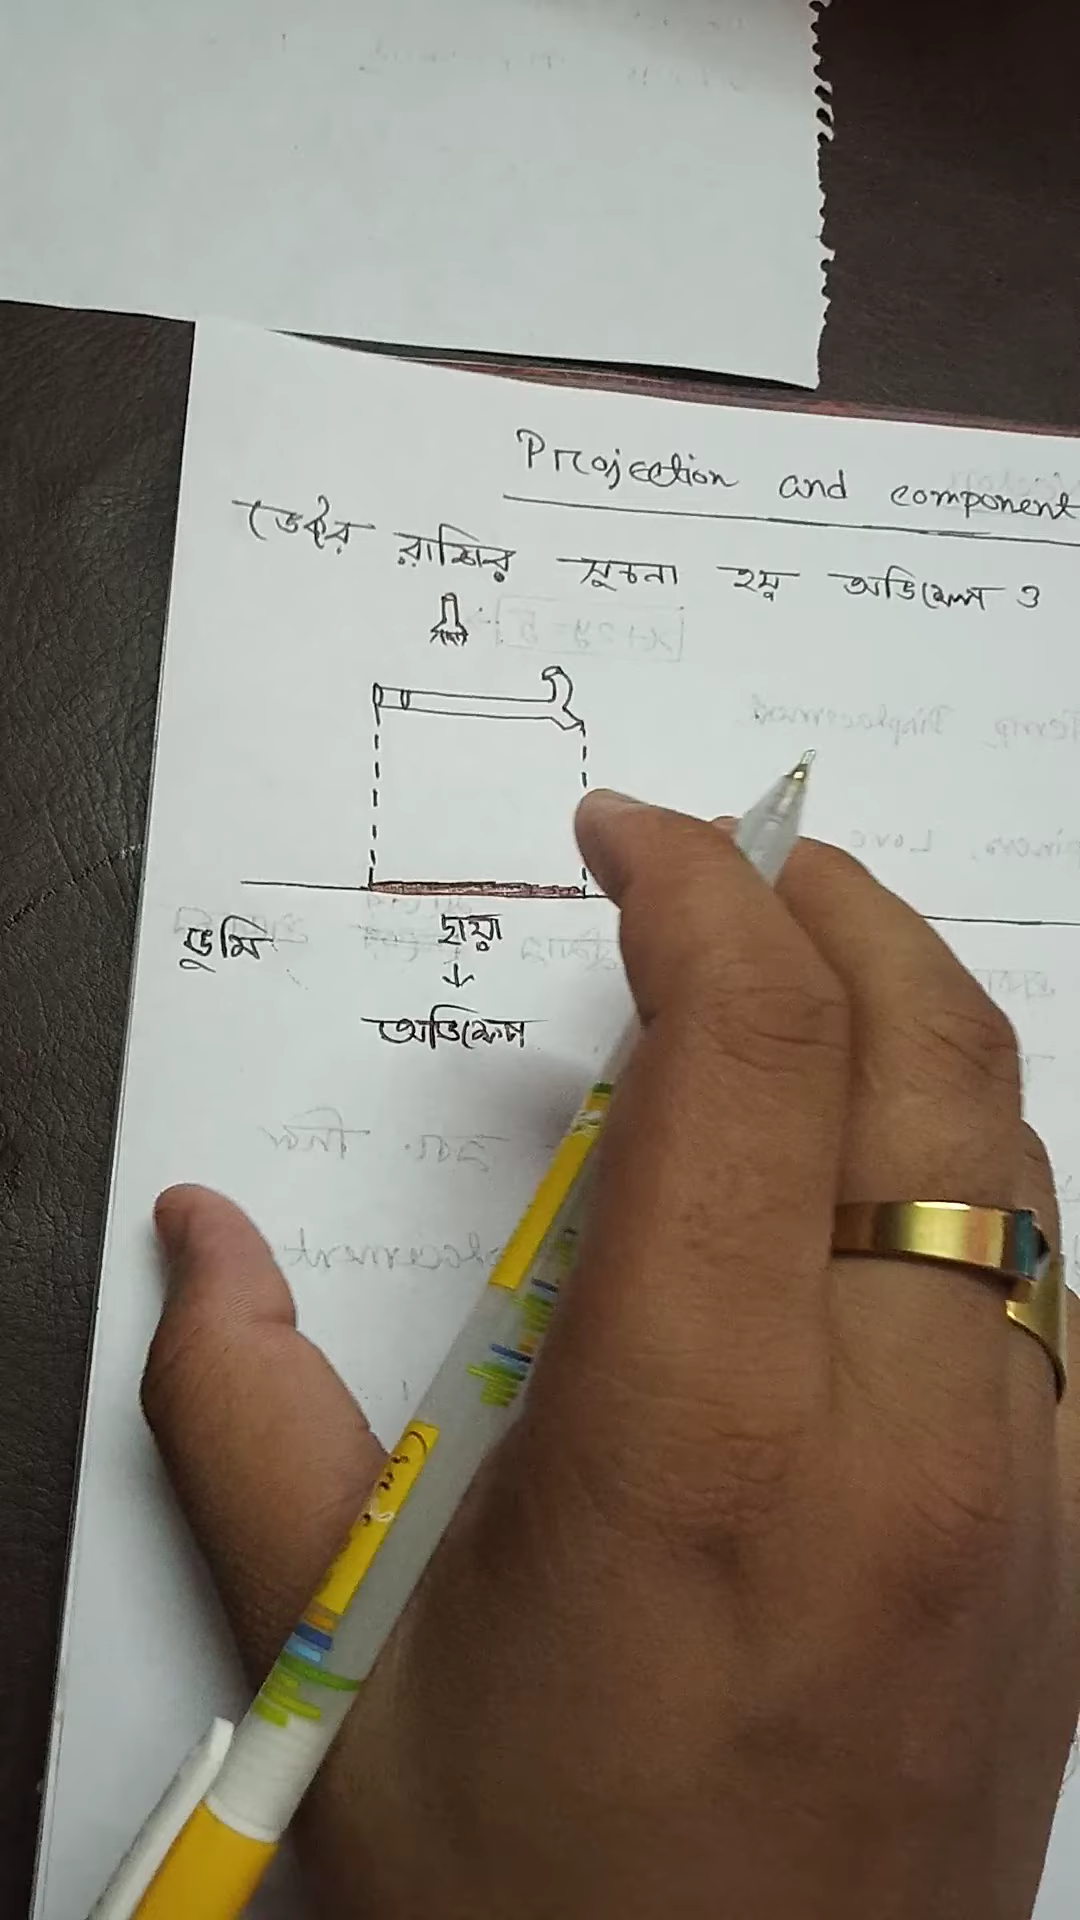 Projection and component
ভেক্টর রাশির সূচনা হয় অভিক্ষেপ ও
ভূমি
ছায়া
↓
অভিক্ষেপ